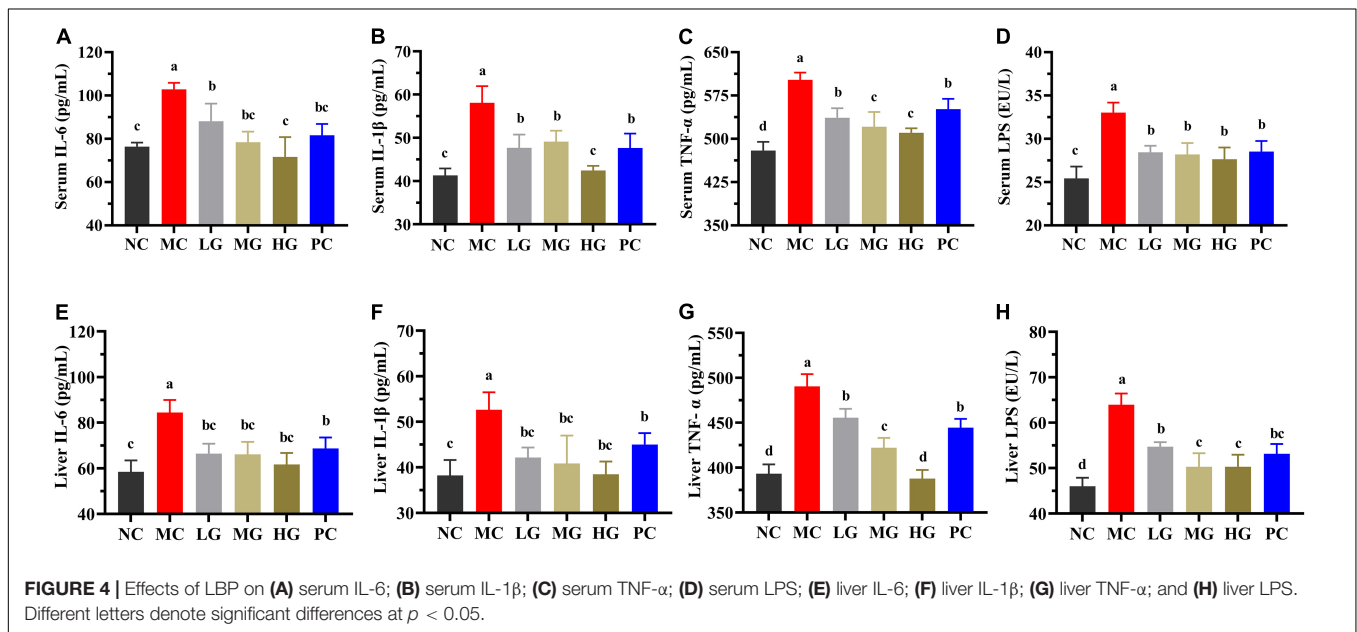 A
Serum IL-6 (pg/mL)
120
100
80
60
40
c a b bc c bc
NC MC LG MG HG PC
B
Serum IL-1β (pg/mL)
70
60
50
40
30
c a b b c b
NC MC LG MG HG PC
C
Serum TNF-α (pg/mL)
650
575
500
425
350
d a b c c b
NC MC LG MG HG PC
D
Serum LPS (EU/L)
35
30
25
20
c a b b b b
NC MC LG MG HG PC
E
Liver IL-6 (pg/mL)
120
100
80
60
40
c a bc bc bc b
NC MC LG MG HG PC
F
Liver IL-1β (pg/mL)
70
60
50
40
30
c a bc bc bc b
NC MC LG MG HG PC
G
Liver TNF- α (pg/mL)
550
500
450
400
350
d a b c d b
NC MC LG MG HG PC
H
Liver LPS (EU/L)
80
70
60
50
40
d a b c c bc
NC MC LG MG HG PC
FIGURE 4 | Effects of LBP on (A) serum IL-6; (B) serum IL-1β; (C) serum TNF-α; (D) serum LPS; (E) liver IL-6; (F) liver IL-1β; (G) liver TNF-α; and (H) liver LPS.
Different letters denote significant differences at p < 0.05.